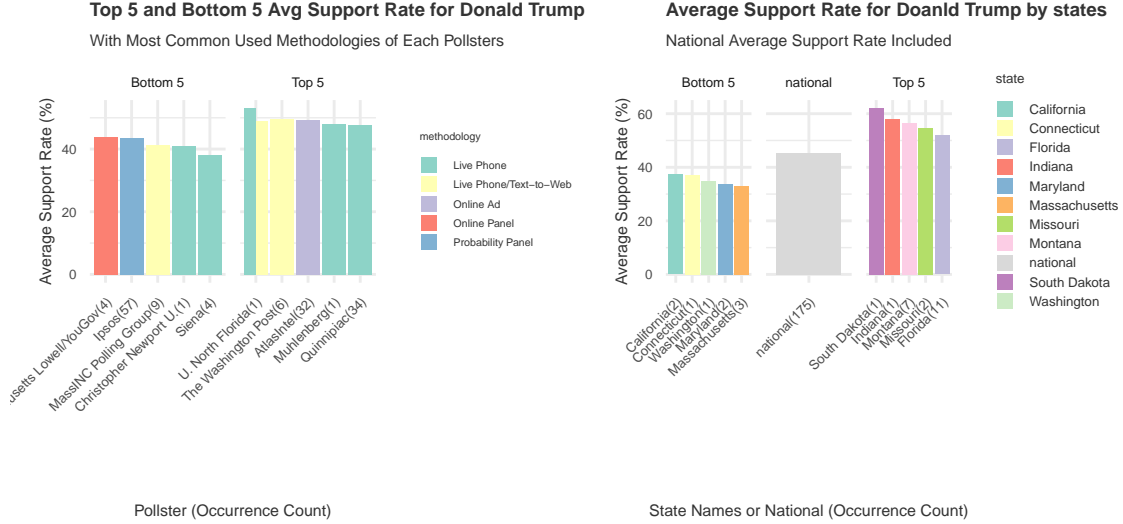 Top 5 and Bottom 5 Avg Support Rate for Donald Trump
With Most Common Used Methodologies of Each Pollsters
Bottom 5
Top 5
Average Support Rate (%)
40
20
0
usetts Lowell/YouGov(4)
Ipsos(57)
MassINC Polling Group(9)
Christopher Newport U.(1)
Siena(4)
U. North Florida(1)
The Washington Post(6)
AtlasIntel(32)
Muhlenberg(1)
Quinnipiac(34)
Pollster (Occurrence Count)
methodology
Live Phone
Live Phone/Text−to−Web
Online Ad
Online Panel
Probability Panel
Average Support Rate for Doanld Trump by states
National Average Support Rate Included
Bottom 5
national
Top 5
Average Support Rate (%)
60
40
20
0
California(2)
Connecticut(1)
Washington(1)
Maryland(2)
Massachusetts(3)
national(175)
South Dakota(1)
Indiana(1)
Montana(7)
Missouri(2)
Florida(11)
State Names or National (Occurrence Count)
state
California
Connecticut
Florida
Indiana
Maryland
Massachusetts
Missouri
Montana
national
South Dakota
Washington